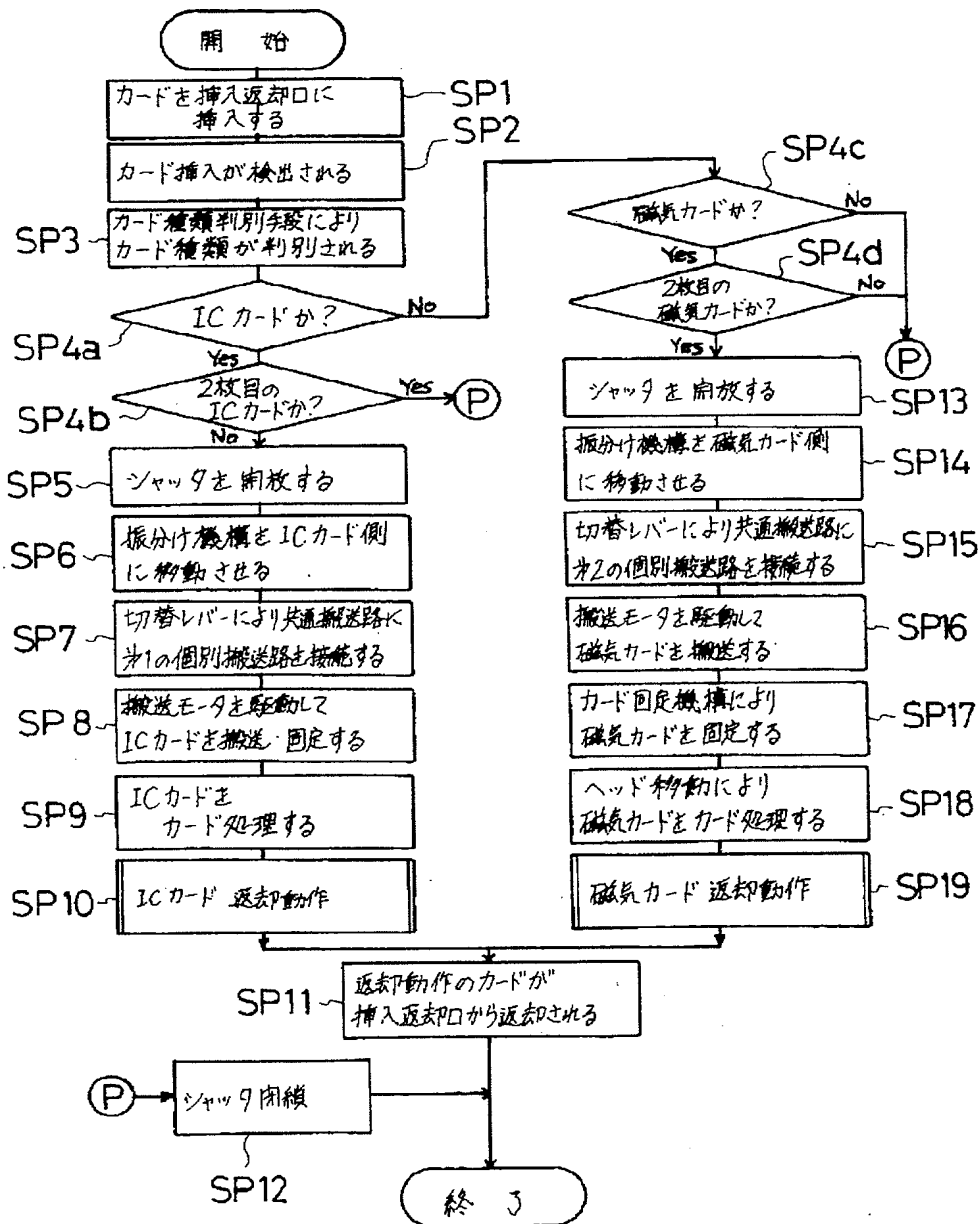 開 始
カードを挿入返却口に
挿入する
SP1
カード挿入が検出される
SP2
カード種類判別手段により
カード種類が判別される
SP3
ICカードか?
No
Yes
SP4a
2枚目の
ICカードか?
Yes
P
No
SP4b
シャッタを開放する
SP5
振分け機構をICカード側
に移動させる
SP6
切替レバーにより共通搬送路に
第1の個別搬送路を接続する
SP7
搬送モータを駆動して
ICカードを搬送・固定する
SP8
ICカードを
カード処理する
SP9
ICカード 返却動作
SP10
SP4c
磁気カードか?
No
Yes
SP4d
2枚目の
磁気カードか?
No
Yes
P
シャッタを開放する
SP13
振分け機構を磁気カード側
に移動させる
SP14
切替レバーにより共通搬送路に
第2の個別搬送路を接続する
SP15
搬送モータを駆動して
磁気カードを搬送する
SP16
カード固定機構により
磁気カードを固定する
SP17
ヘッド移動により
磁気カードをカード処理する
SP18
磁気カード 返却動作
SP19
返却動作のカードが
挿入返却口から返却される
SP11
P
シャッタ閉鎖
SP12
終 了